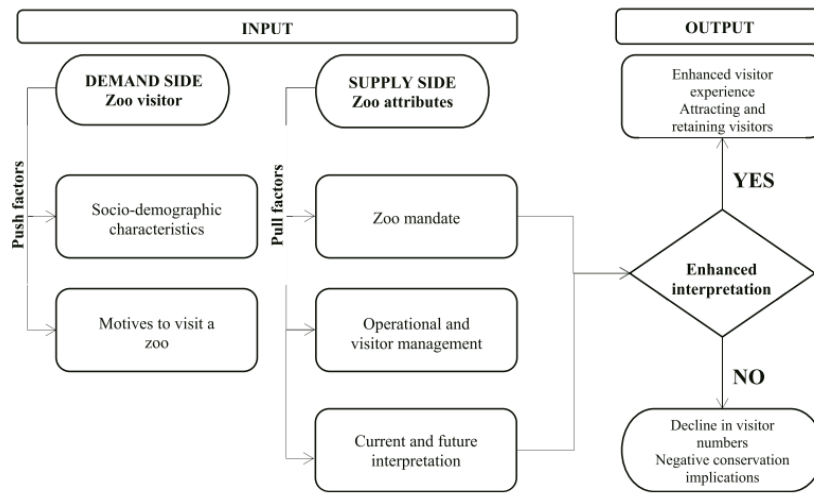 INPUT
OUTPUT
DEMAND SIDE
Zoo visitor
SUPPLY SIDE
Zoo attributes
Enhanced visitor
experience
Attracting and
retaining visitors
Push factors
Pull factors
Socio-demographic
characteristics
Zoo mandate
YES
Enhanced
interpretation
Motives to visit a
zoo
Operational and
visitor management
NO
Current and future
interpretation
Decline in visitor
numbers
Negative conservation
implications